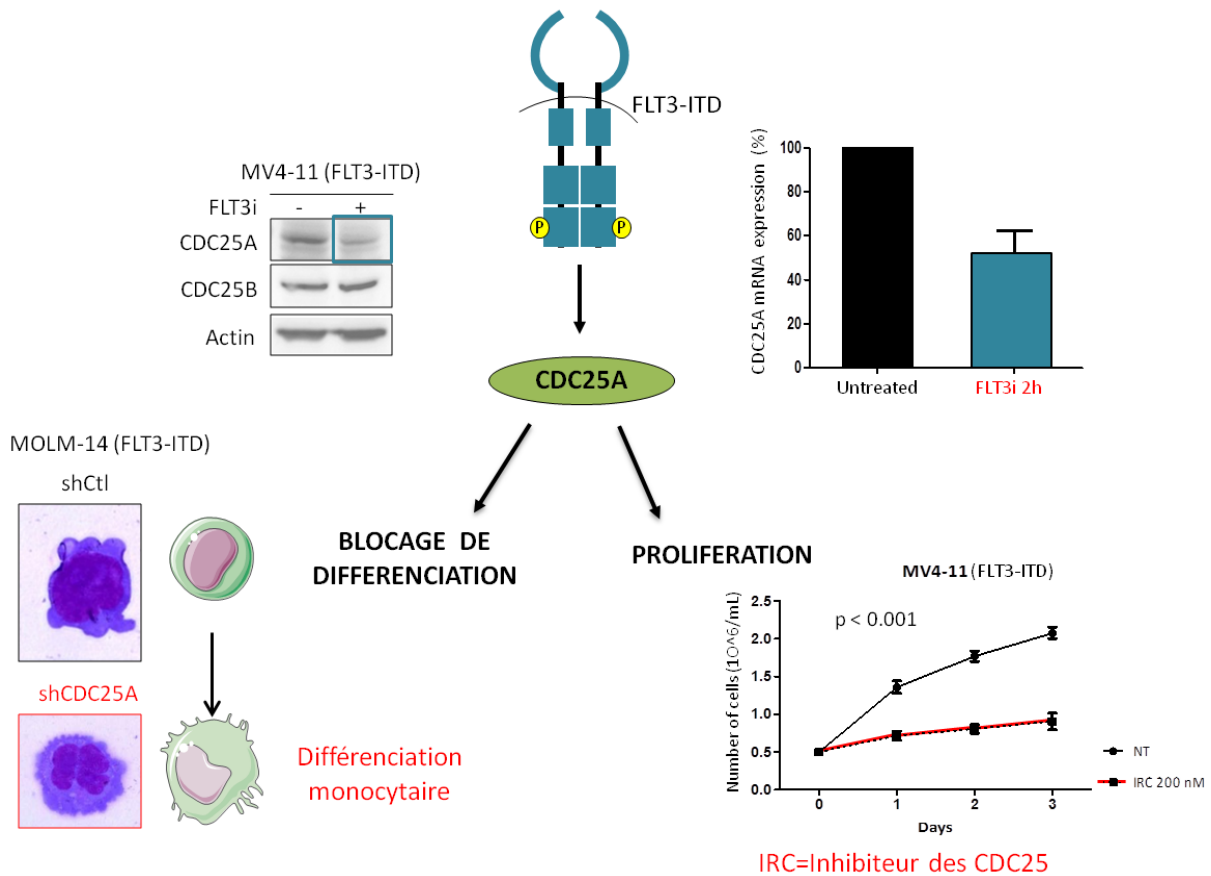 FLT3-ITD
P
P
MV4-11 (FLT3-ITD)
FLT3i - +
CDC25A
CDC25B
Actin
CDC25A mRNA expression (%)
100
80
60
40
20
0
Untreated
FLT3i 2h
CDC25A
MOLM-14 (FLT3-ITD)
shCtl
shCDC25A
Différenciation
monocytaire
BLOCAGE DE
DIFFERENCIATION
PROLIFERATION
MV4-11 (FLT3-ITD)
Number of cells (10^6/mL)
2.5
2.0
1.5
1.0
0.5
0.0
p < 0.001
0 1 2 3
Days
NT
IRC 200 nM
IRC=Inhibiteur des CDC25